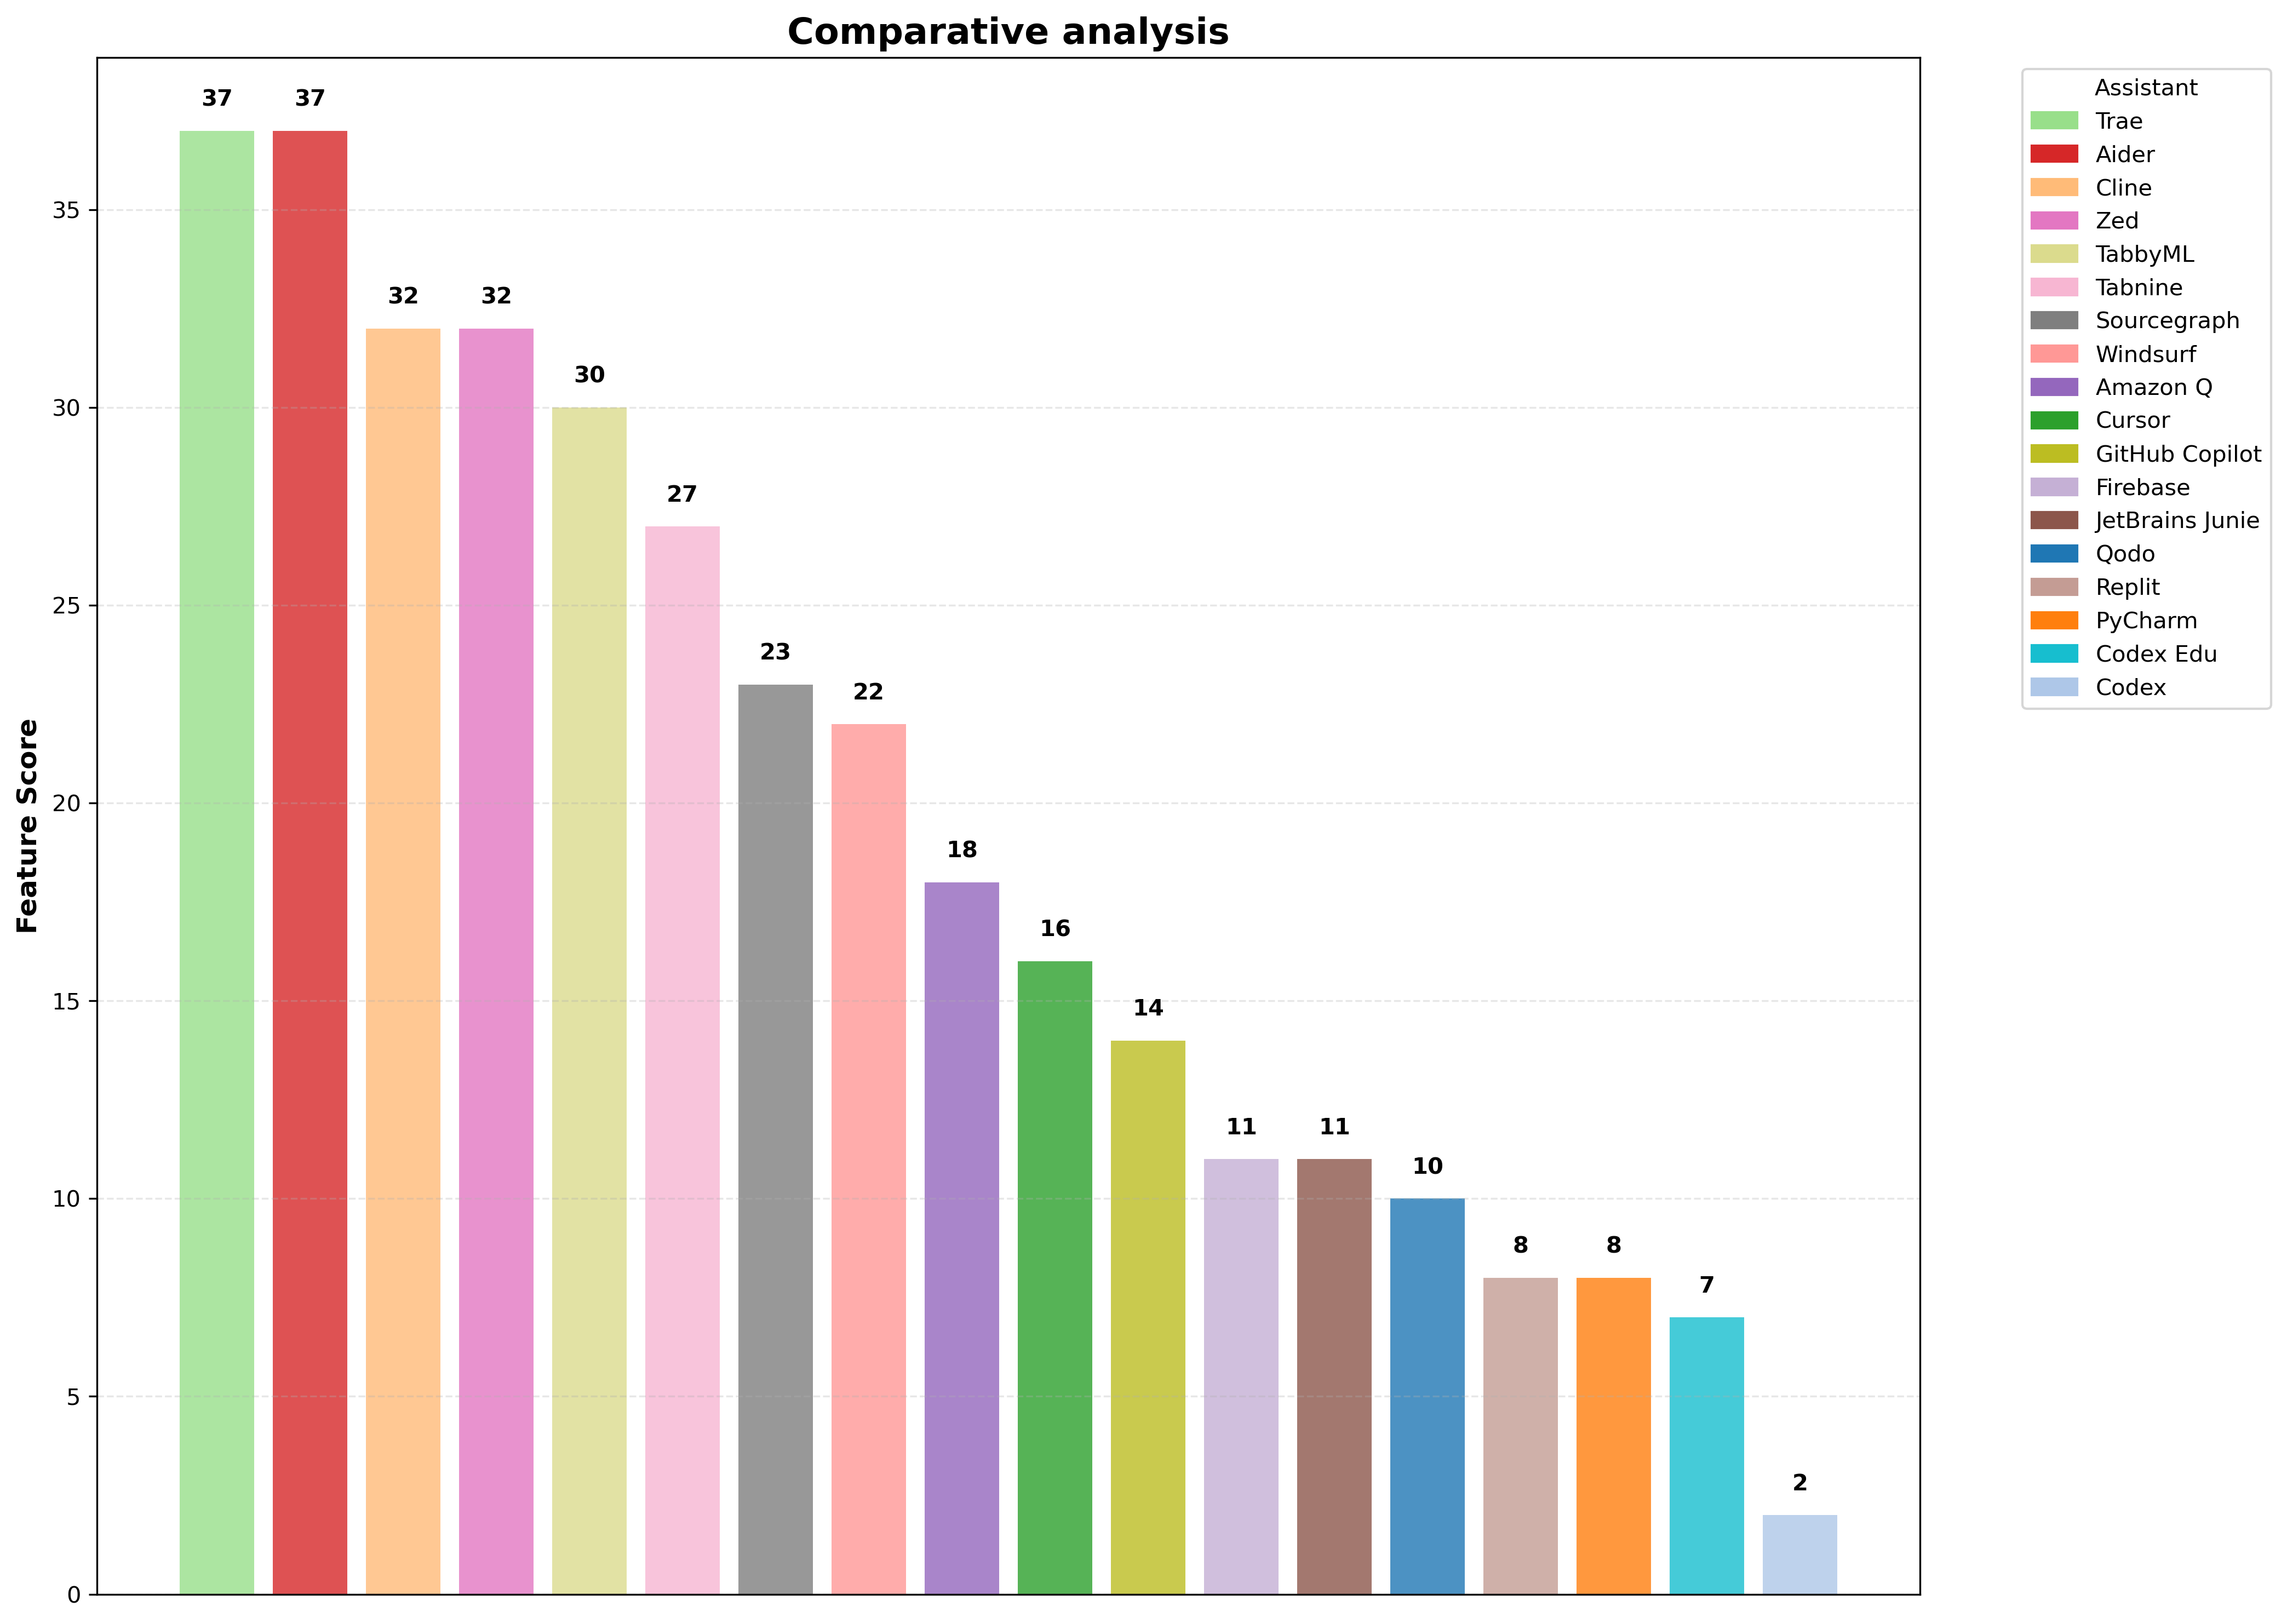 Comparative analysis
37
37
32
32
30
27
23
22
18
16
14
11
11
10
8
8
7
2
35
30
25
20
15
10
5
0
Feature Score
Assistant
Trae
Aider
Cline
Zed
TabbyML
Tabnine
Sourcegraph
Windsurf
Amazon Q
Cursor
GitHub Copilot
Firebase
JetBrains Junie
Qodo
Replit
PyCharm
Codex Edu
Codex